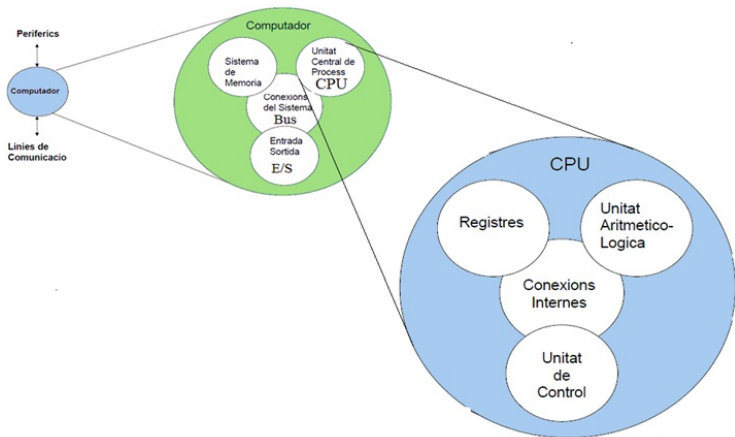 Periferics
Computador
Linies de
Comunicacio
Computador
Sistema
de
Memoria
Unitat
Central de
Process
CPU
Conexions
del Sistema
Bus
Entrada
Sortida
E/S
CPU
Registres
Unitat
Aritmetico-
Logica
Conexions
Internes
Unitat
de
Control